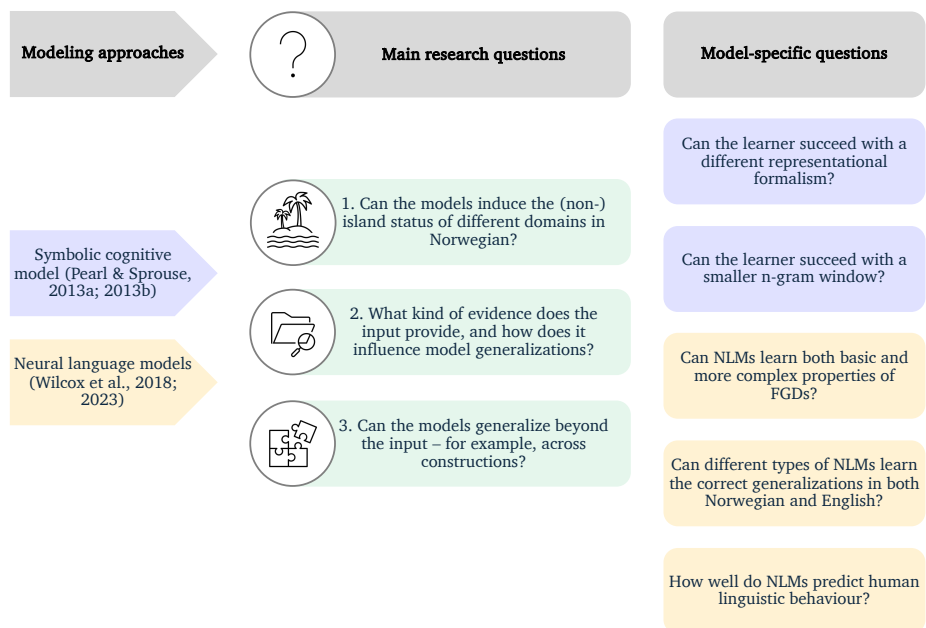 Modeling approaches
Main research questions
Model-specific questions
Symbolic cognitive
model (Pearl & Sprouse,
2013a; 2013b)
Neural language models
(Wilcox et al., 2018;
2023)
1. Can the models induce the (non-)
island status of different domains in
Norwegian?
2. What kind of evidence does the
input provide, and how does it
influence model generalizations?
3. Can the models generalize beyond
the input – for example, across
constructions?
Can the learner succeed with a
different representational
formalism?
Can the learner succeed with a
smaller n-gram window?
Can NLMs learn both basic and
more complex properties of
FGDs?
Can different types of NLMs learn
the correct generalizations in both
Norwegian and English?
How well do NLMs predict human
linguistic behaviour?